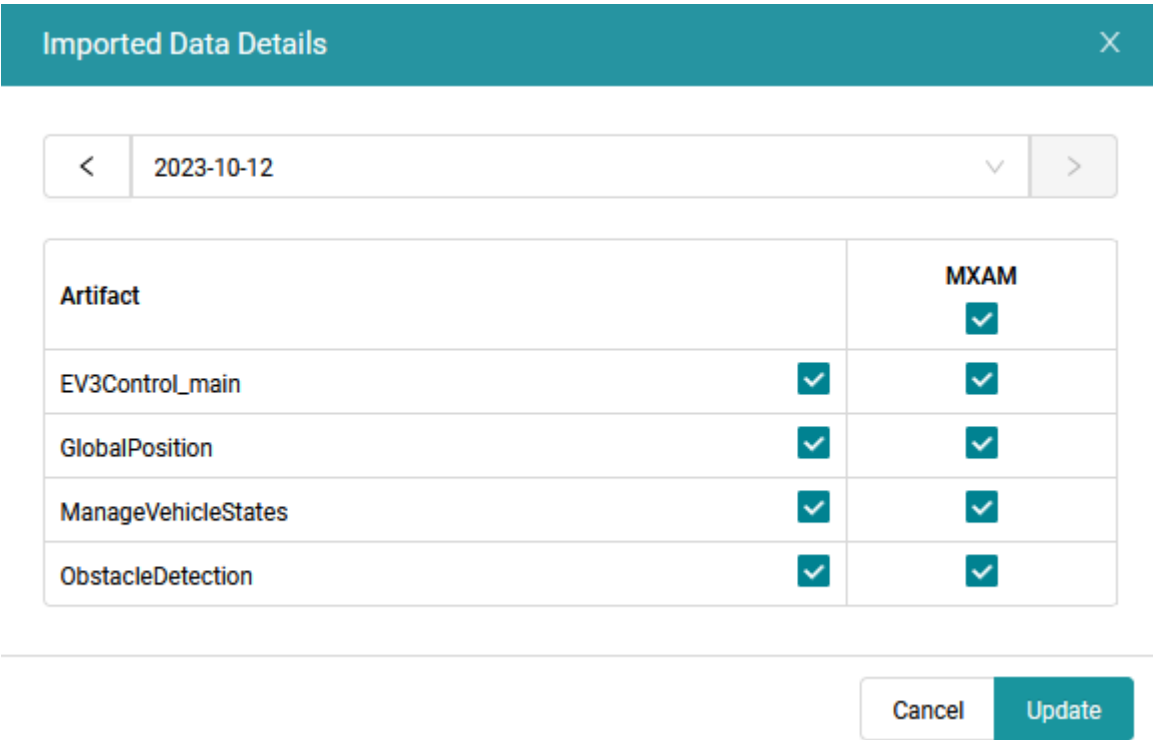 Imported Data Details
2023-10-12
Artifact
MXAM
EV3Control_main
GlobalPosition
ManageVehicleStates
ObstacleDetection
Cancel
Update